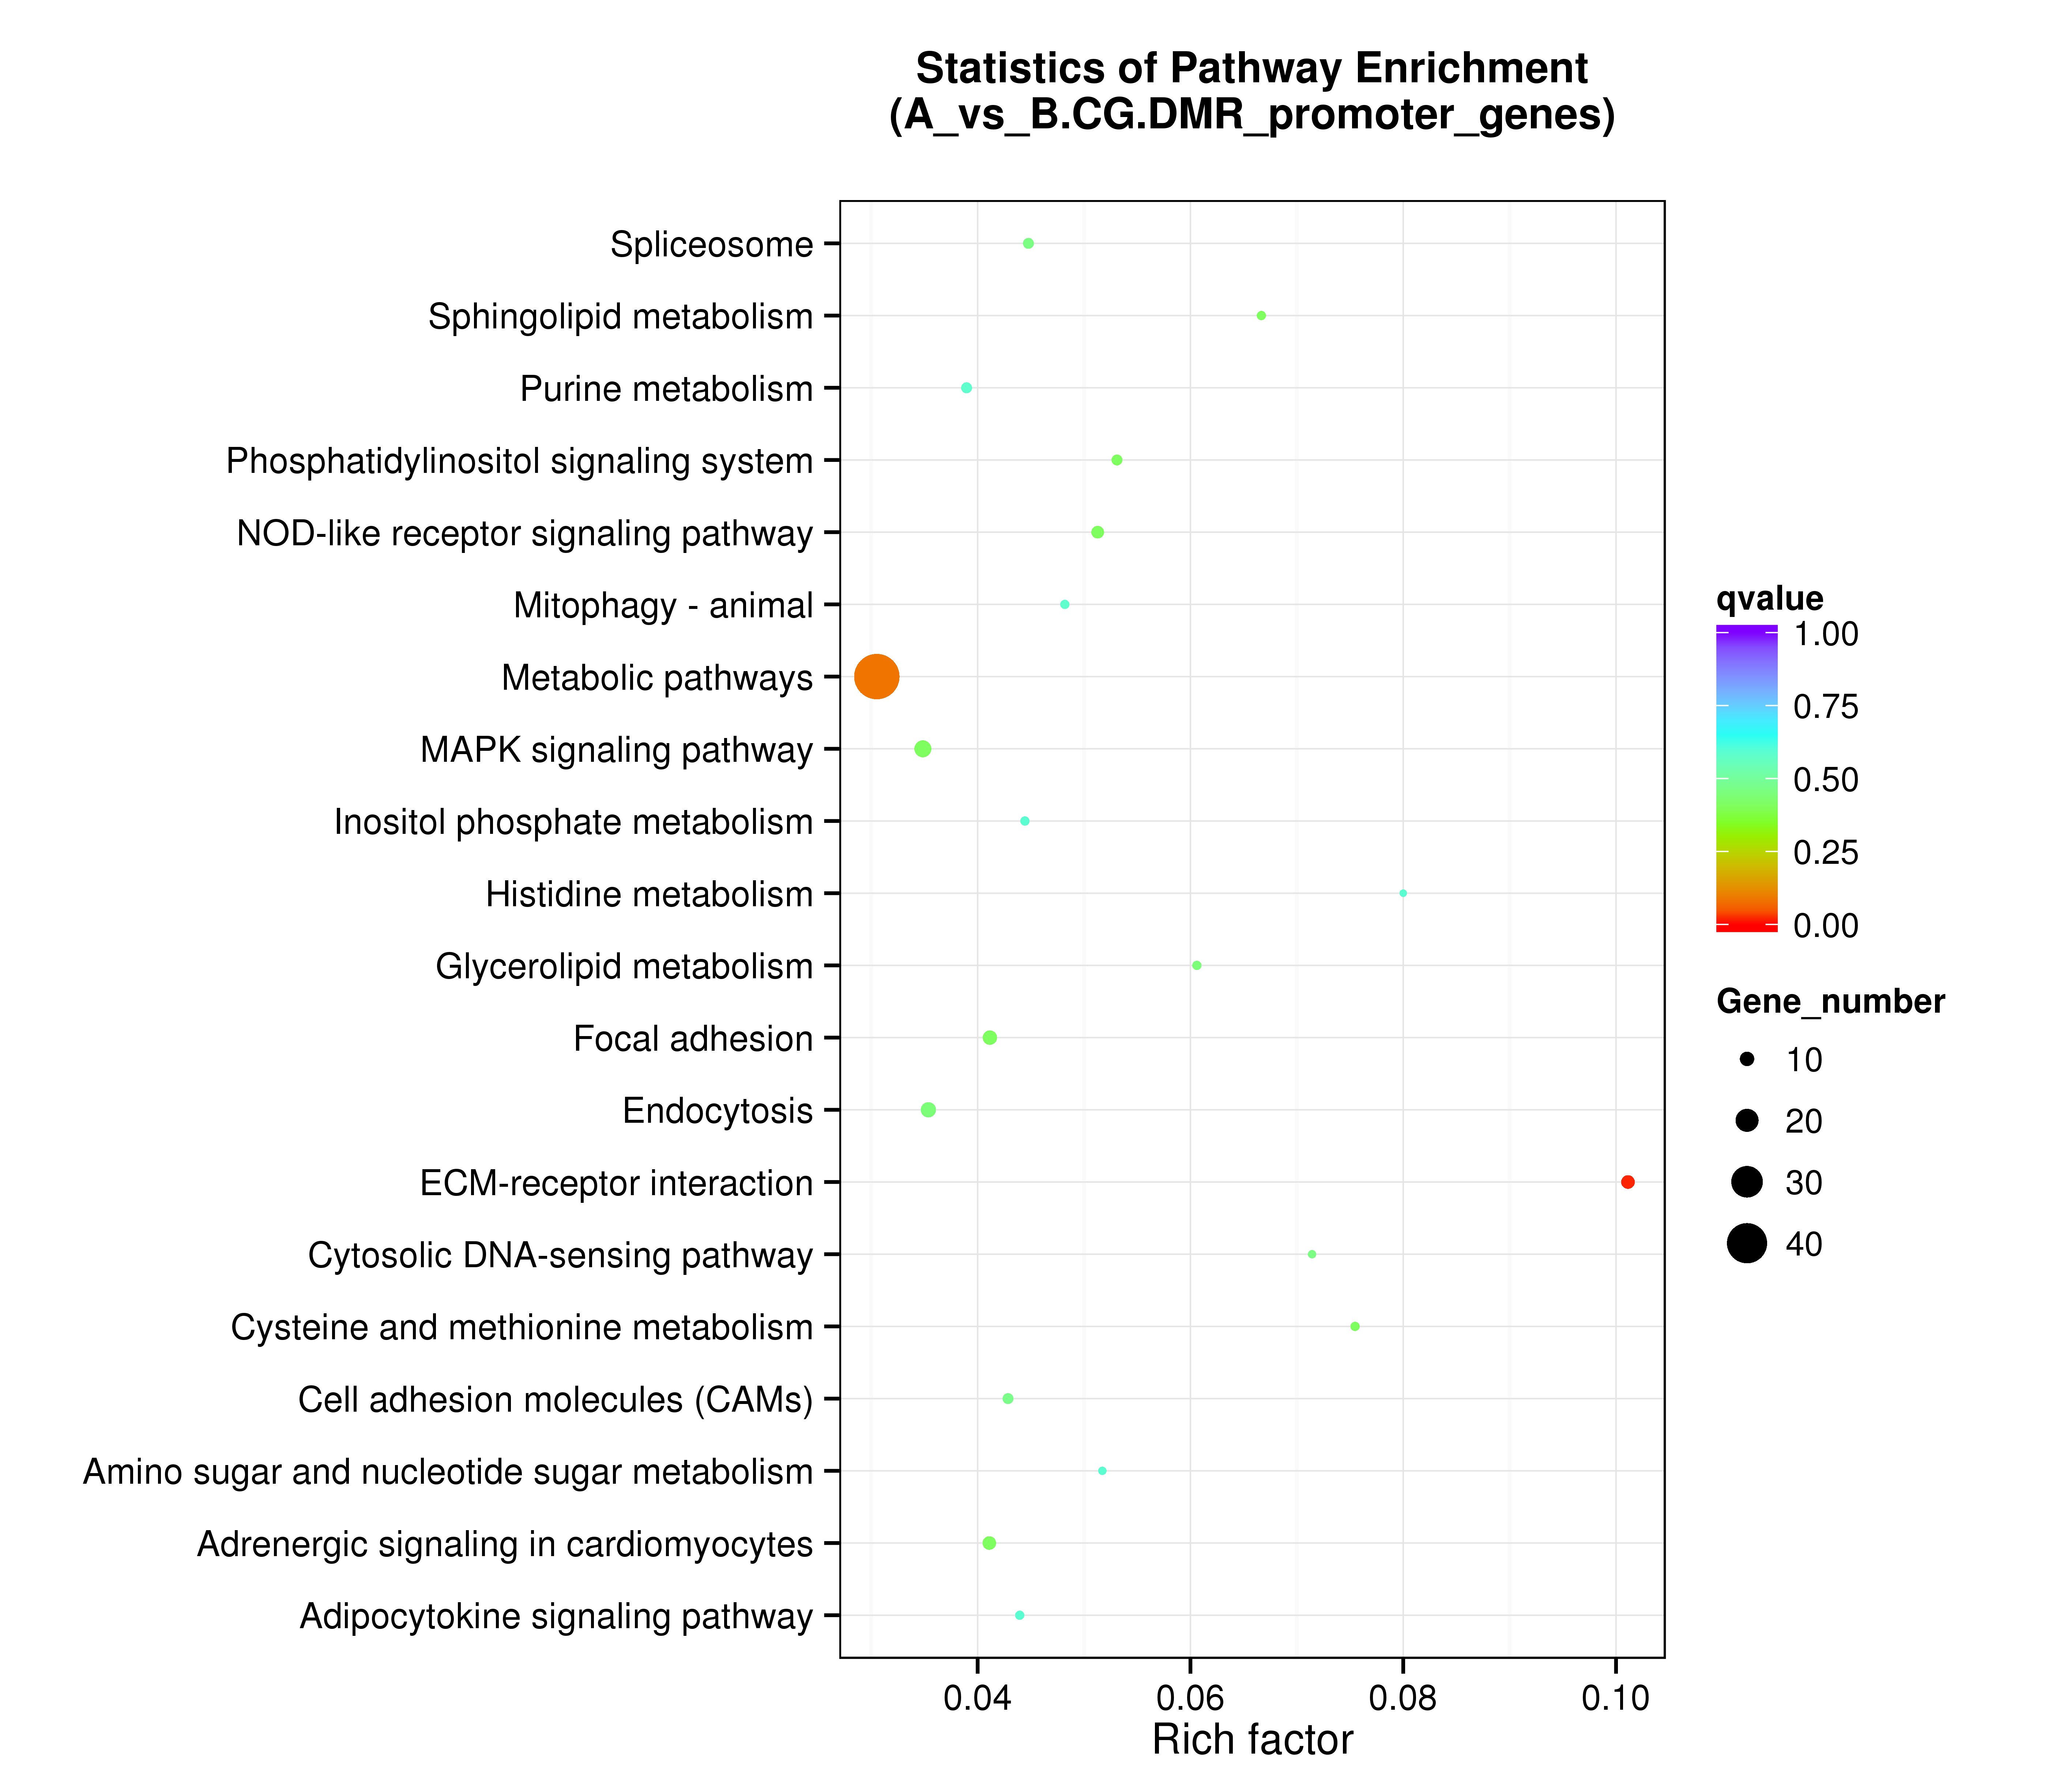 Statistics of Pathway Enrichment
(A_vs_B.CG.DMR_promoter_genes)
Spliceosome
Sphingolipid metabolism
Purine metabolism
Phosphatidylinositol signaling system
NOD-like receptor signaling pathway
Mitophagy - animal
Metabolic pathways
MAPK signaling pathway
Inositol phosphate metabolism
Histidine metabolism
Glycerolipid metabolism
Focal adhesion
Endocytosis
ECM-receptor interaction
Cytosolic DNA-sensing pathway
Cysteine and methionine metabolism
Cell adhesion molecules (CAMs)
Amino sugar and nucleotide sugar metabolism
Adrenergic signaling in cardiomyocytes
Adipocytokine signaling pathway
0.04 0.06 0.08 0.10
Rich factor
qvalue
1.00
0.75
0.50
0.25
0.00
Gene_number
10
20
30
40